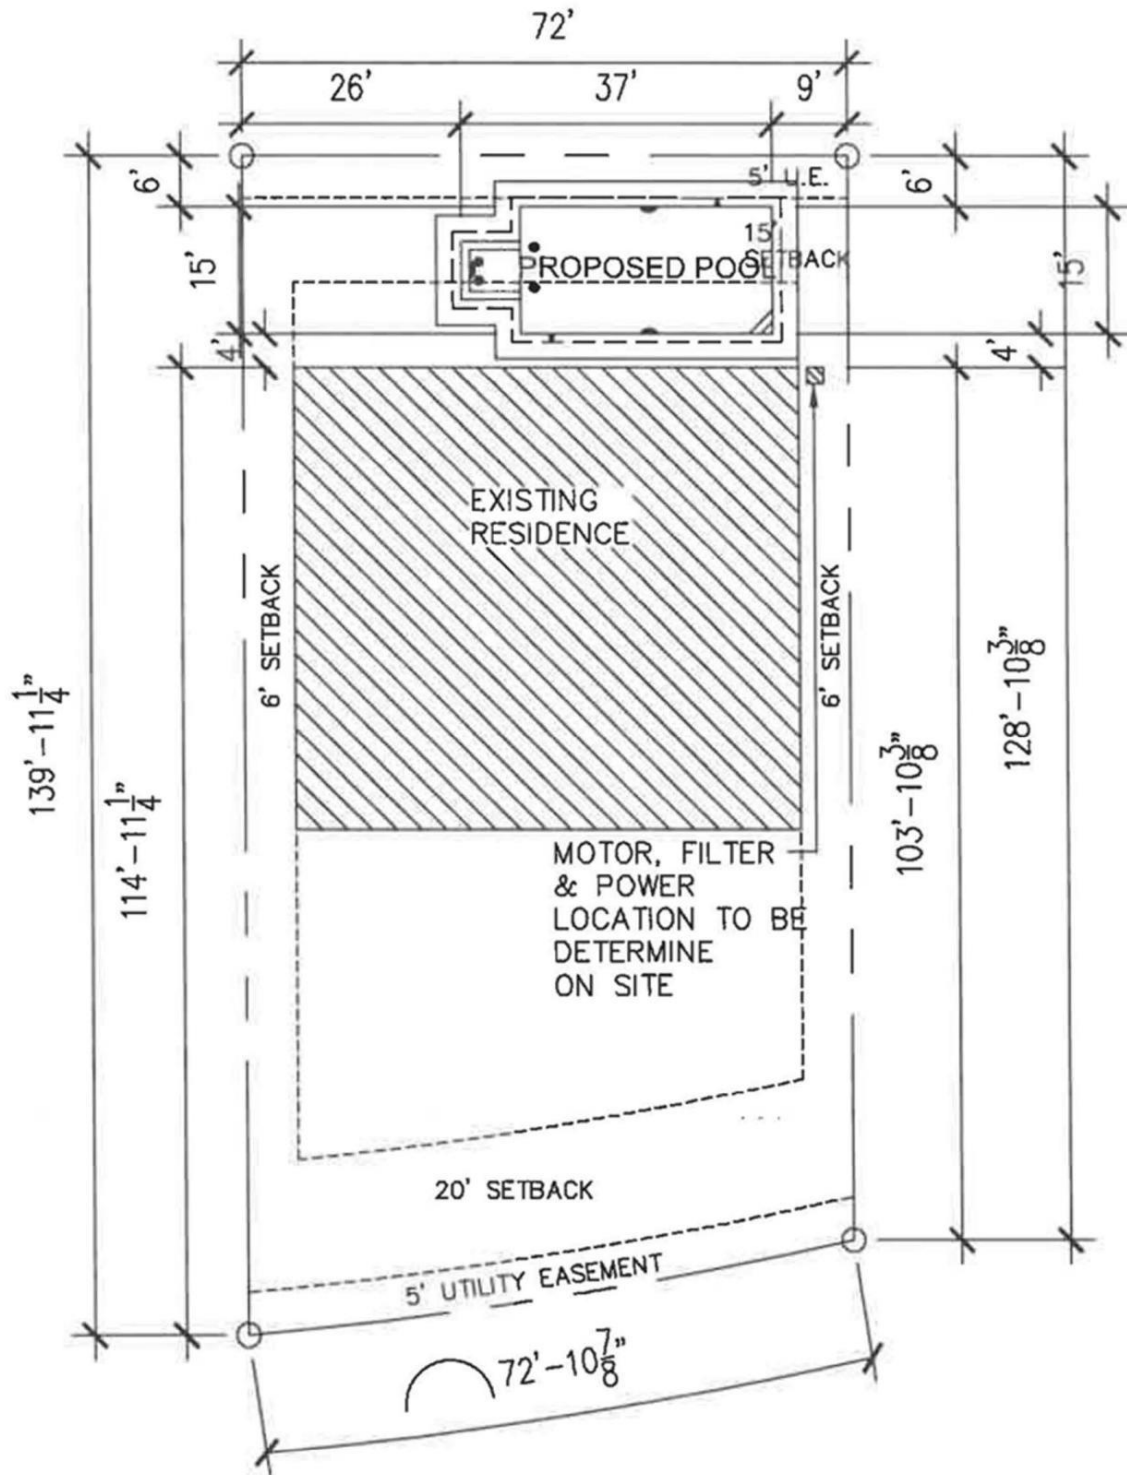 72'
26' 37' 9'
6' 5' U.E. 6'
15' 15' SETBACK 15'
PROPOSED POOL
4' 4'
EXISTING
RESIDENCE
6' SETBACK
6' SETBACK
139'-11 1/4"
114'-11 1/4"
103'-10 3/8"
128'-10 3/8"
MOTOR, FILTER
& POWER
LOCATION TO BE
DETERMINE
ON SITE
20' SETBACK
5' UTILITY EASEMENT
72'-10 7/8"